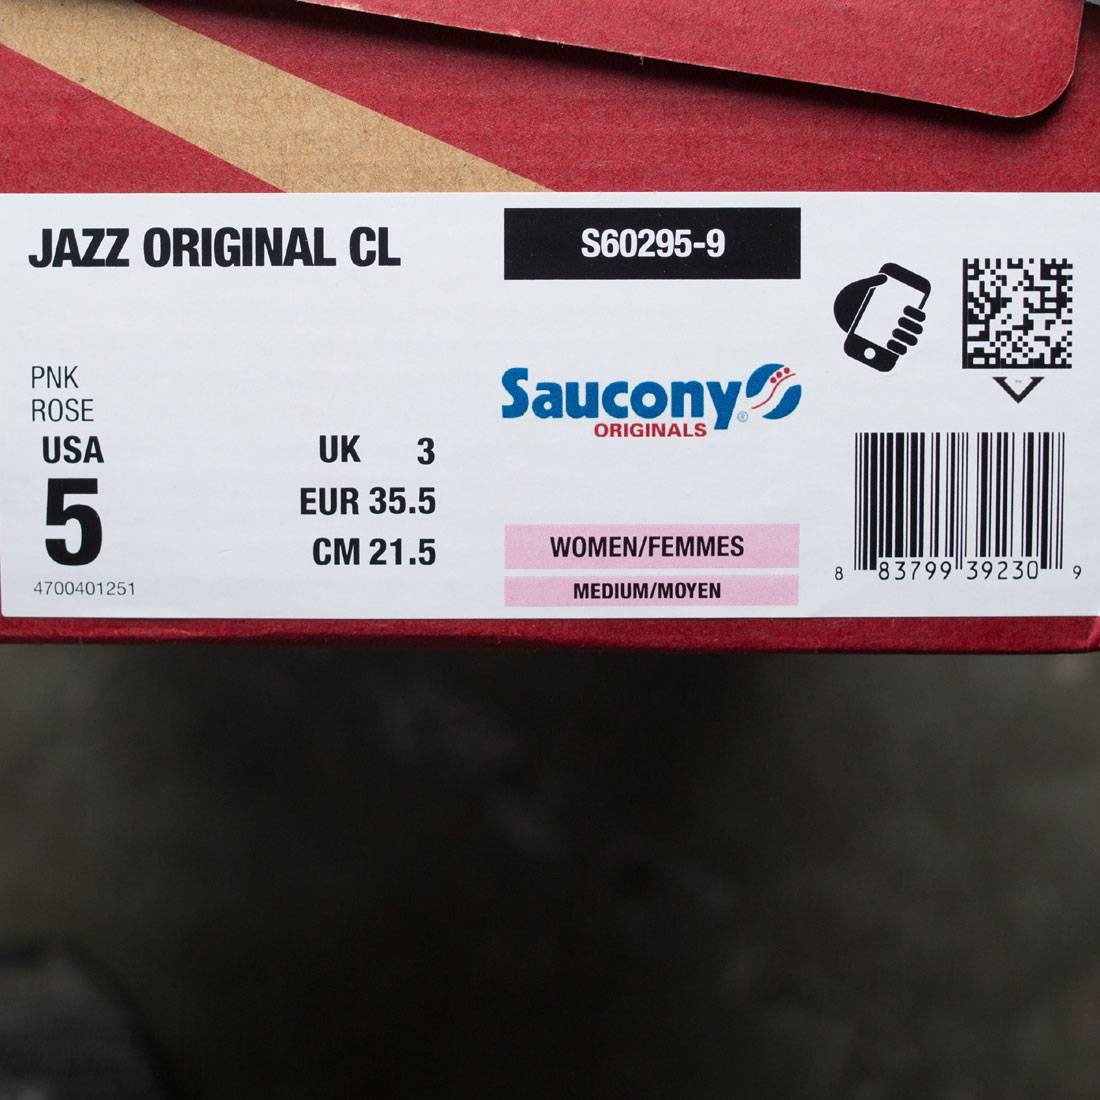 JAZZ ORIGINAL CL
S60295-9
PNK
ROSE
USA
5
4700401251
UK 3
EUR 35.5
CM 21.5
Saucony®
ORIGINALS
WOMEN/FEMMES
MEDIUM/MOYEN
8 83799 39230 9